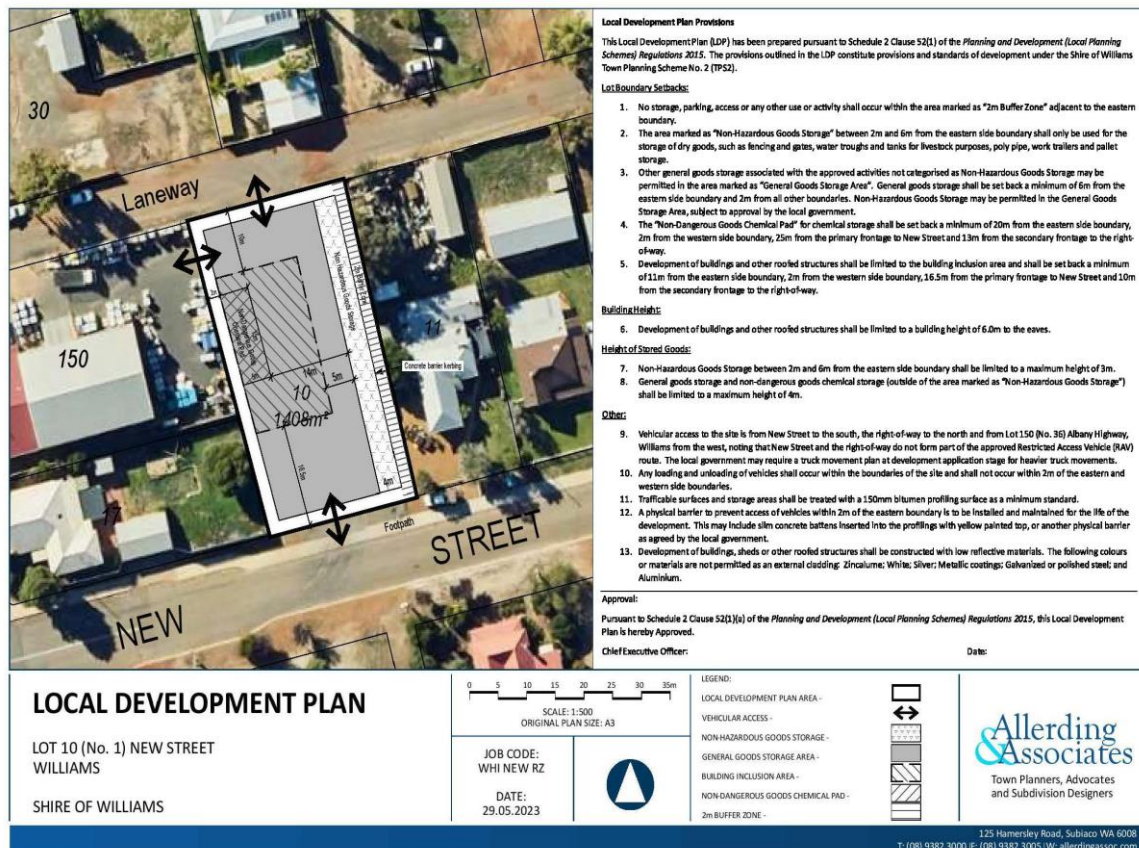 30
Laneway
10m
Non Hazardous Goods Storage
2m Buffer Zone
11
Concrete barrier kerbing
150
14m
5m
10
1408m²
16.5m
4m
17
Footpath
NEW STREET
Local Development Plan Provisions
This Local Development Plan (LDP) has been prepared pursuant to Schedule 2 Clause 52(1) of the Planning and Development (Local Planning
Schemes) Regulations 2015. The provisions outlined in the LDP constitute provisions and standards of development under the Shire of Williams
Town Planning Scheme No. 2 (TPS2).
Lot Boundary Setbacks:
1. No storage, parking, access or any other use or activity shall occur within the area marked as "2m Buffer Zone" adjacent to the eastern
boundary.
2. The area marked as "Non-Hazardous Goods Storage" between 2m and 6m from the eastern side boundary shall only be used for the
storage of dry goods, such as fencing and gates, water troughs and tanks for livestock purposes, poly pipe, work trailers and pallet
storage.
3. Other general goods storage associated with the approved activities not categorised as Non-Hazardous Goods Storage may be
permitted in the area marked as "General Goods Storage Area". General goods storage shall be set back a minimum of 6m from the
eastern side boundary and 2m from all other boundaries. Non-Hazardous Goods Storage may be permitted in the General Goods
Storage Area, subject to approval by the local government.
4. The "Non-Dangerous Goods Chemical Pad" for chemical storage shall be set back a minimum of 20m from the eastern side boundary,
2m from the western side boundary, 25m from the primary frontage to New Street and 13m from the secondary frontage to the right-
of-way.
5. Development of buildings and other roofed structures shall be limited to the building inclusion area and shall be set back a minimum
of 11m from the eastern side boundary, 2m from the western side boundary, 16.5m from the primary frontage to New Street and 10m
from the secondary frontage to the right-of-way.
Building Height:
6. Development of buildings and other roofed structures shall be limited to a building height of 6.0m to the eaves.
Height of Stored Goods:
7. Non-Hazardous Goods Storage between 2m and 6m from the eastern side boundary shall be limited to a maximum height of 3m.
8. General goods storage and non-dangerous goods chemical storage (outside of the area marked as "Non-Hazardous Goods Storage")
shall be limited to a maximum height of 4m.
Other:
9. Vehicular access to the site is from New Street to the south, the right-of-way to the north and from Lot 150 (No. 36) Albany Highway,
Williams from the west, noting that New Street and the right-of-way do not form part of the approved Restricted Access Vehicle (RAV)
route. The local government may require a truck movement plan at development application stage for heavier truck movements.
10. Any loading and unloading of vehicles shall occur within the boundaries of the site and shall not occur within 2m of the eastern and
western side boundaries.
11. Trafficable surfaces and storage areas shall be treated with a 150mm bitumen profiling surface as a minimum standard.
12. A physical barrier to prevent access of vehicles within 2m of the eastern boundary is to be installed and maintained for the life of the
development. This may include slim concrete battens inserted into the profilings with yellow painted top, or another physical barrier
as agreed by the local government.
13. Development of buildings, sheds or other roofed structures shall be constructed with low reflective materials. The following colours
or materials are not permitted as an external cladding: Zincalume; White; Silver; Metallic coatings; Galvanized or polished steel; and
Aluminium.
Approval:
Pursuant to Schedule 2 Clause 52(1)(a) of the Planning and Development (Local Planning Schemes) Regulations 2015, this Local Development
Plan is hereby Approved.
Chief Executive Officer: Date:
LOCAL DEVELOPMENT PLAN
LOT 10 (No. 1) NEW STREET
WILLIAMS
SHIRE OF WILLIAMS
0 5 10 15 20 25 30 35m
SCALE: 1:500
ORIGINAL PLAN SIZE: A3
JOB CODE:
WHI NEW RZ
DATE:
29.05.2023
LEGEND:
LOCAL DEVELOPMENT PLAN AREA -
VEHICULAR ACCESS -
NON-HAZARDOUS GOODS STORAGE -
GENERAL GOODS STORAGE AREA -
BUILDING INCLUSION AREA -
NON-DANGEROUS GOODS CHEMICAL PAD -
2m BUFFER ZONE -
Allerding
& Associates
Town Planners, Advocates
and Subdivision Designers
125 Hamersley Road, Subiaco WA 6008
T: (08) 9382 3000 |F: (08) 9382 3005 |W: allerdingassoc.com